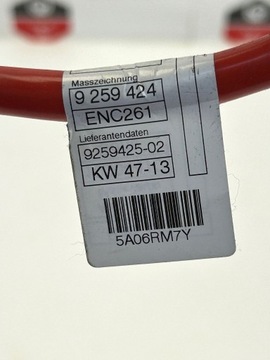 Masszeichnung
9 259 424
ENC261
Lieferantendaten
9259425-02
KW 47-13
5A06RM7Y